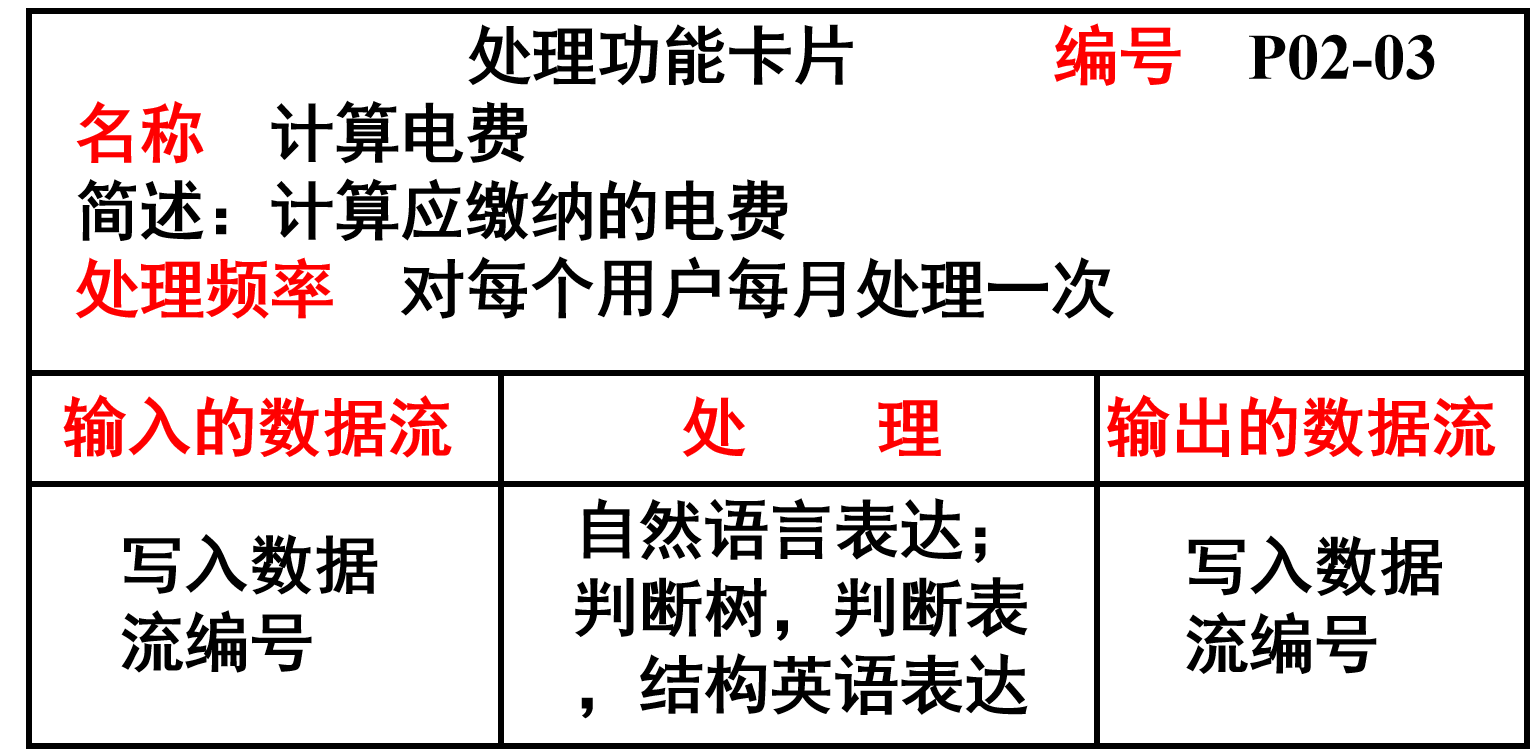 处理功能卡片 编号 P02-03
名称 计算电费
简述：计算应缴纳的电费
处理频率 对每个用户每月处理一次
输入的数据流 处 理 输出的数据流
写入数据
流编号
自然语言表达；
判断树，判断表
，结构英语表达
写入数据
流编号